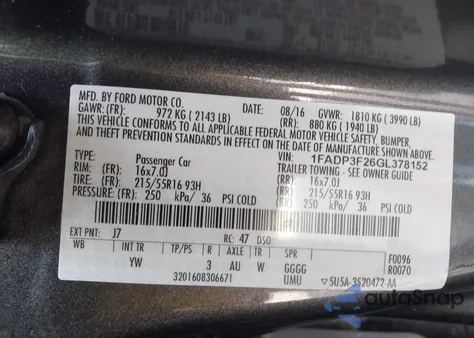 MFD. BY FORD MOTOR CO. 08/16 GVWR: 1810 KG ( 3990 LB)
GAWR: (FR): 972 KG ( 2143 LB) (RR): 880 KG ( 1940 LB)
THIS VEHICLE CONFORMS TO ALL APPLICABLE FEDERAL MOTOR VEHICLE SAFETY, BUMPER,
AND THEFT PREVENTION STANDARDS IN EFFECT ON THE DATE OF MANUFACTURE SHOWN ABOVE.
VIN: 1FADP3F26GL378152
TYPE: Passenger Car TRAILER TOWING - SEE OWNER GUIDE
RIM: (FR): 16x7.0J (RR): 16x7.0J
TIRE: (FR): 215/55R16 93H (RR): 215/55R16 93H
PRESSURE: (FR): 250 kPa/ 36 PSI COLD (RR): 250 kPa/ 36 PSI COLD
EXT PNT: J7 RC: 47 DSO: F0096
WB INT TR TP/PS R AXLE TR SPR R0070
YW 3 AU W GGGG
3201608306671 UMU ▽5U5A-3520472-AA
autoSnap